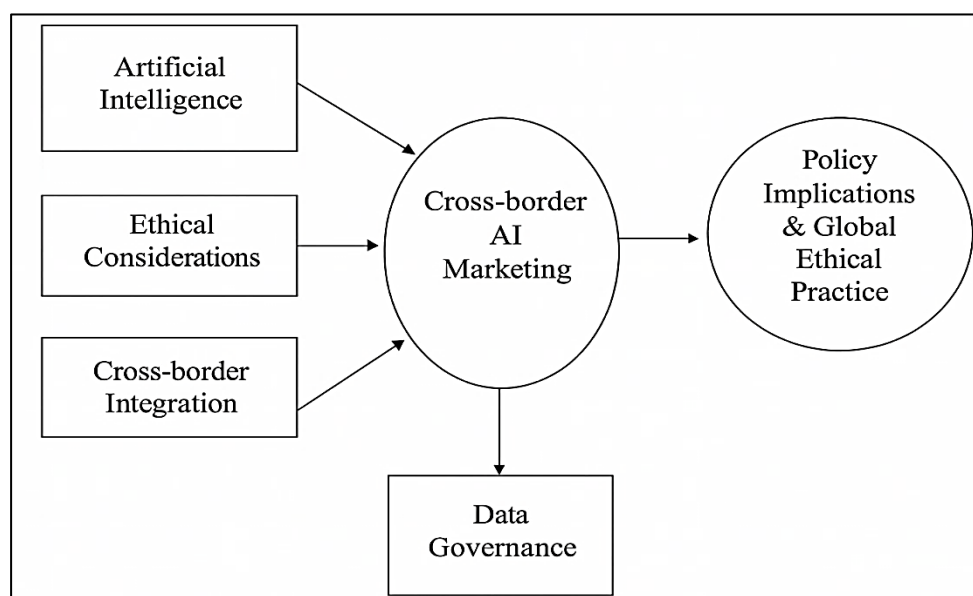 Artificial
Intelligence
Ethical
Considerations
Cross-border
Integration
Cross-border
AI
Marketing
Policy
Implications
& Global
Ethical
Practice
Data
Governance